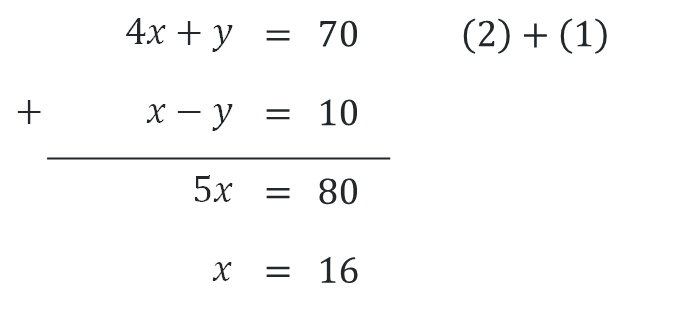 4x + y = 70 (2) + (1)
+ x − y = 10
5x = 80
x = 16